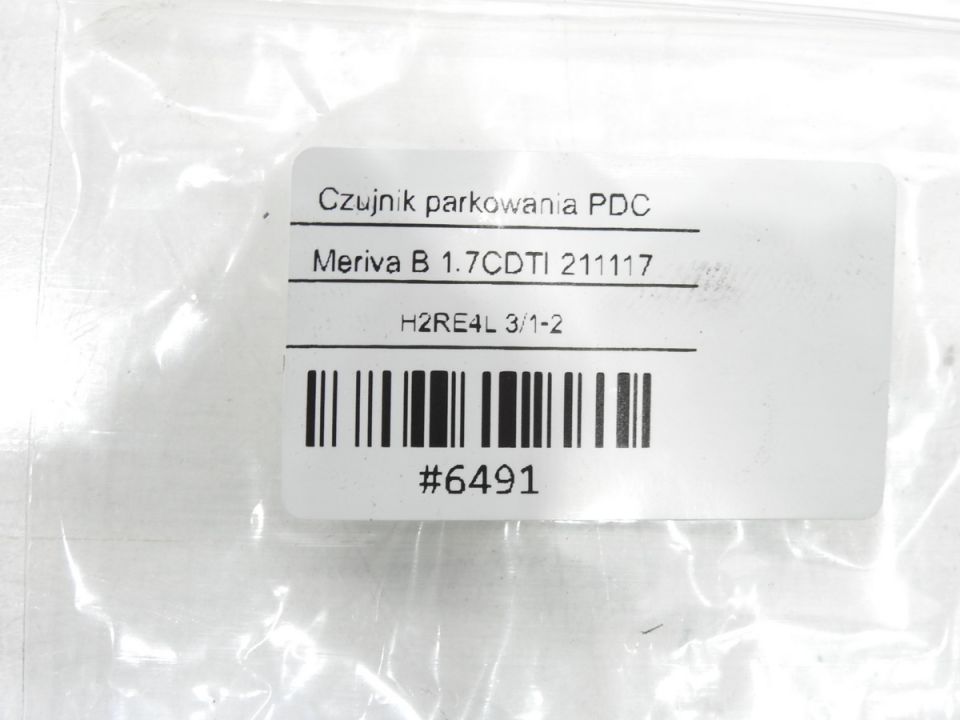 Czujnik parkowania PDC
Meriva B 1.7CDTI 211117
H2RE4L 3/1-2
#6491